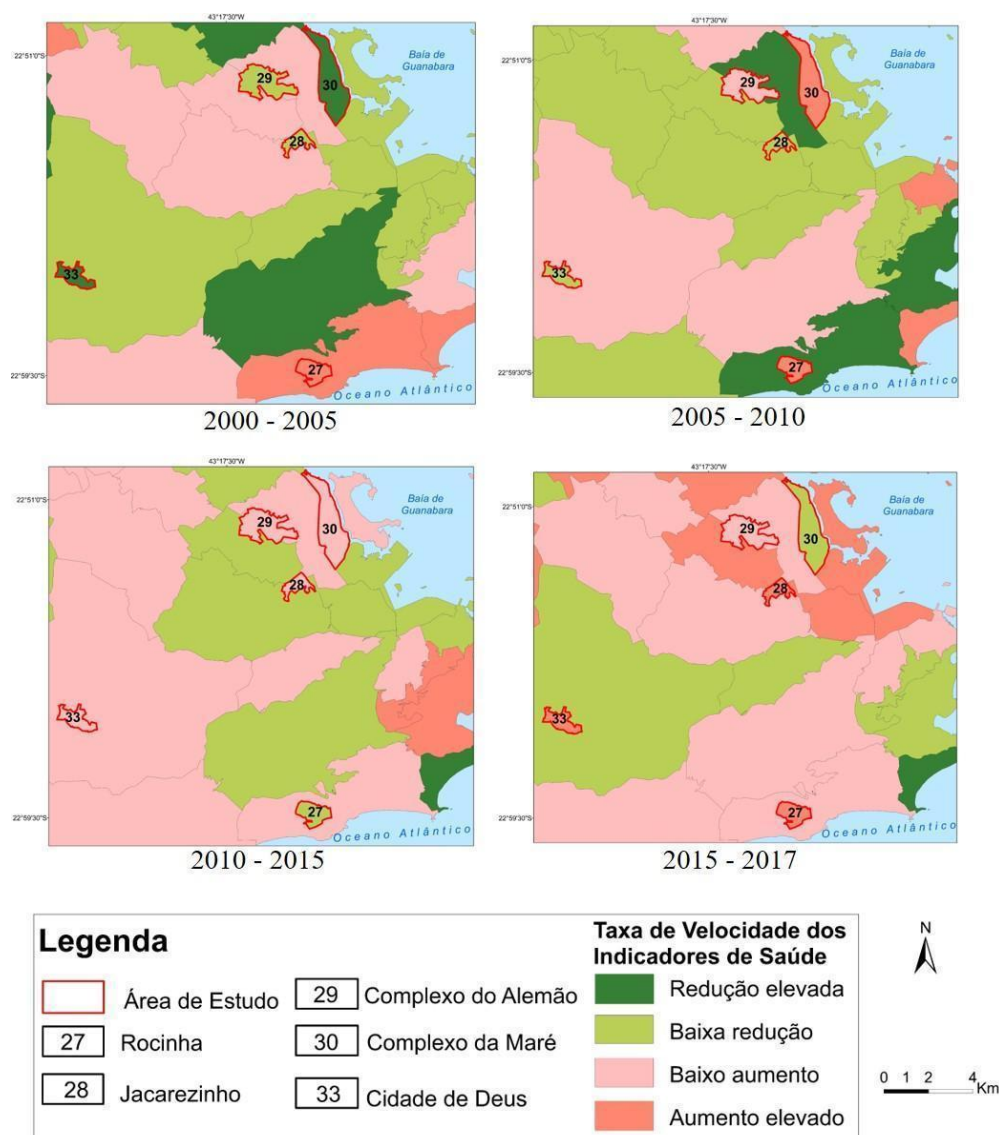 43°17'30"W
22°51'0"S
Baía de
Guanabara
29
30
28
33
27
22°59'30"S
Oceano Atlântico
2000 - 2005
43°17'30"W
22°51'0"S
Baía de
Guanabara
29
30
28
33
27
22°59'30"S
Oceano Atlântico
2005 - 2010
43°17'30"W
22°51'0"S
Baía de
Guanabara
29
30
28
33
27
22°59'30"S
Oceano Atlântico
2010 - 2015
43°17'30"W
22°51'0"S
Baía de
Guanabara
29
30
28
33
27
22°59'30"S
Oceano Atlântico
2015 - 2017
Legenda
Área de Estudo
27 Rocinha
28 Jacarezinho
29 Complexo do Alemão
30 Complexo da Maré
33 Cidade de Deus
Taxa de Velocidade dos
Indicadores de Saúde
Redução elevada
Baixa redução
Baixo aumento
Aumento elevado
N
0 1 2 4
Km